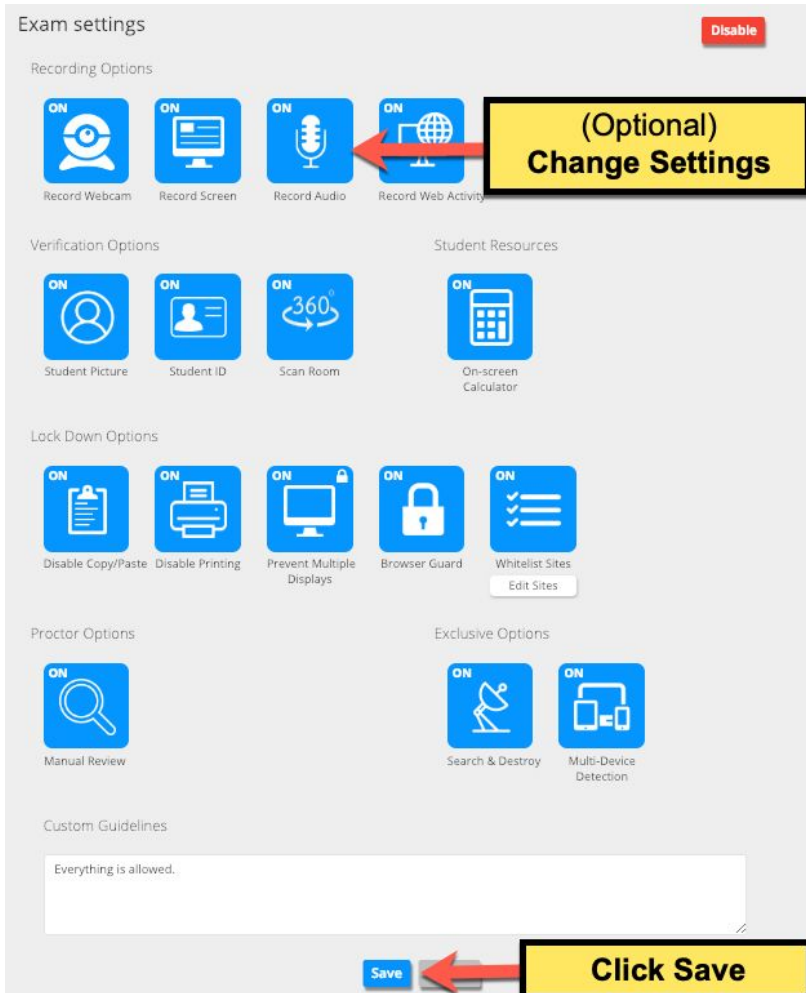 Exam settings
Disable
Recording Options
ON ON ON ON
(Optional)
Change Settings
Record Webcam Record Screen Record Audio Record Web Activity
Verification Options Student Resources
ON ON ON ON
360°
Student Picture Student ID Scan Room On-screen
Calculator
Lock Down Options
ON ON ON ON ON
Disable Copy/Paste Disable Printing Prevent Multiple Browser Guard Whitelist Sites
Displays Edit Sites
Proctor Options Exclusive Options
ON ON ON
Manual Review Search & Destroy Multi-Device
Detection
Custom Guidelines
Everything is allowed.
Save Click Save